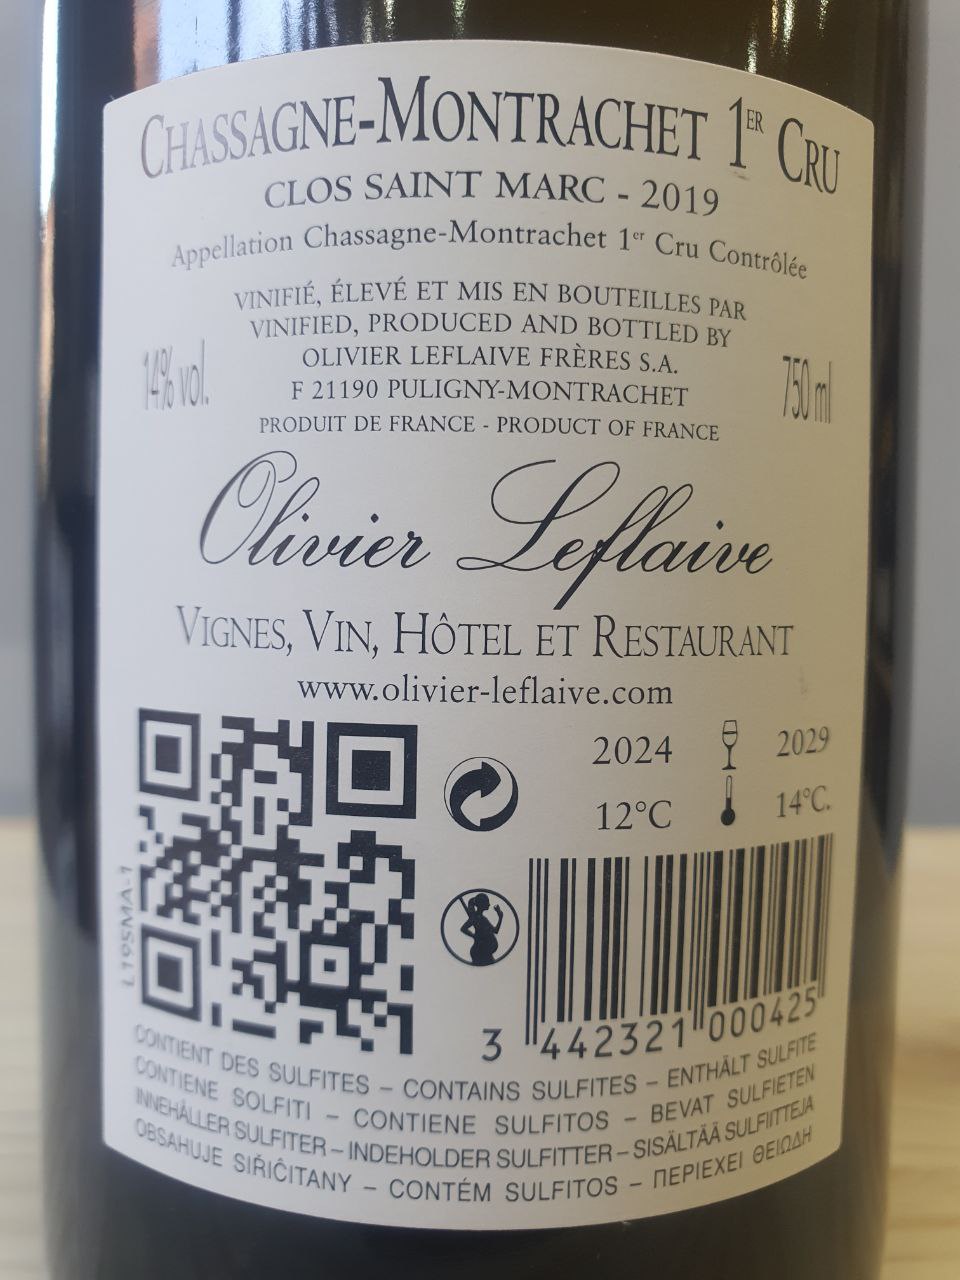 CHASSAGNE-MONTRACHET 1ER CRU
CLOS SAINT MARC - 2019
Appellation Chassagne-Montrachet 1er Cru Contrôlée
VINIFIÉ, ÉLEVÉ ET MIS EN BOUTEILLES PAR
VINIFIED, PRODUCED AND BOTTLED BY
OLIVIER LEFLAIVE FRÈRES S.A.
F 21190 PULIGNY-MONTRACHET
PRODUIT DE FRANCE - PRODUCT OF FRANCE
14% vol.
750 ml
Olivier Leflaive
VIGNES, VIN, HÔTEL ET RESTAURANT
www.olivier-leflaive.com
2024 2029
12°C 14°C.
L19SMA-1
3 442321 000425
CONTIENT DES SULFITES – CONTAINS SULFITES – ENTHÄLT SULFITE
CONTIENE SOLFITI – CONTIENE SULFITOS – BEVAT SULFIETEN
INNEHÅLLER SULFITER – INDEHOLDER SULFITTER – SISÄLTÄÄ SULFIITTEJA
OBSAHUJE SIŘIČITANY – CONTÉM SULFITOS – ΠΕΡΙΕΧΕΙ ΘΕΙΩΔΗ